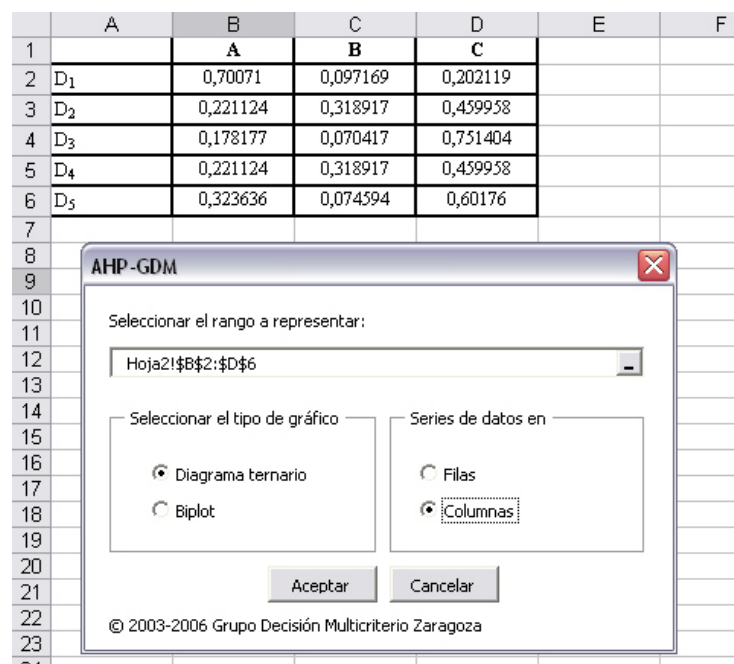 A B C D E F
1 A B C
2 D₁ 0,70071 0,097169 0,202119
3 D₂ 0,221124 0,318917 0,459958
4 D₃ 0,178177 0,070417 0,751404
5 D₄ 0,221124 0,318917 0,459958
6 D₅ 0,323636 0,074594 0,60176
7
8
9
10
11
12
13
14
15
16
17
18
19
20
21
22
23
AHP-GDM
Seleccionar el rango a representar:
Hoja2!$B$2:$D$6
Seleccionar el tipo de gráfico
Diagrama ternario
Biplot
Series de datos en
Filas
Columnas
Aceptar Cancelar
© 2003-2006 Grupo Decisión Multicriterio Zaragoza